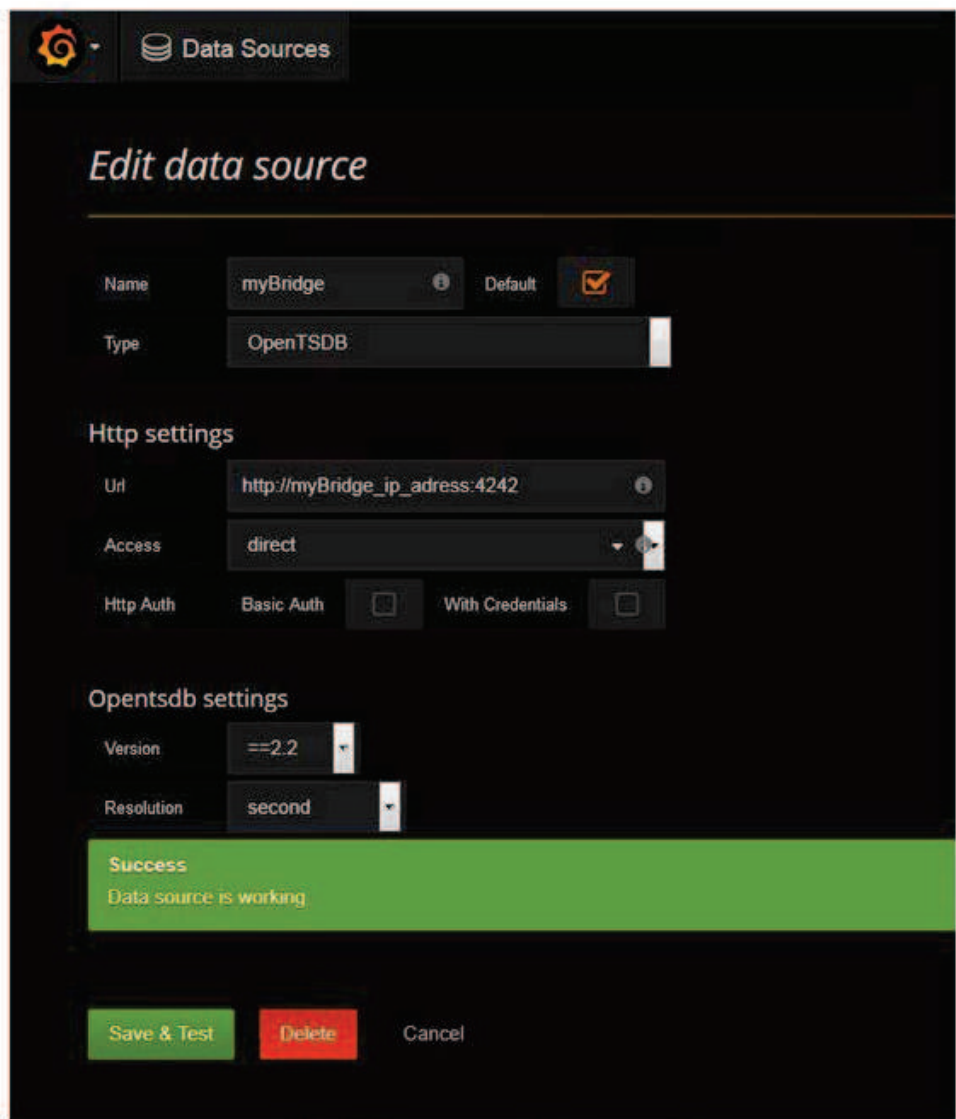 Data Sources
Edit data source
Name myBridge Default
Type OpenTSDB
Http settings
Url http://myBridge_ip_adress:4242
Access direct
Http Auth Basic Auth With Credentials
Opentsdb settings
Version ==2.2
Resolution second
Success
Data source is working
Save & Test Delete Cancel